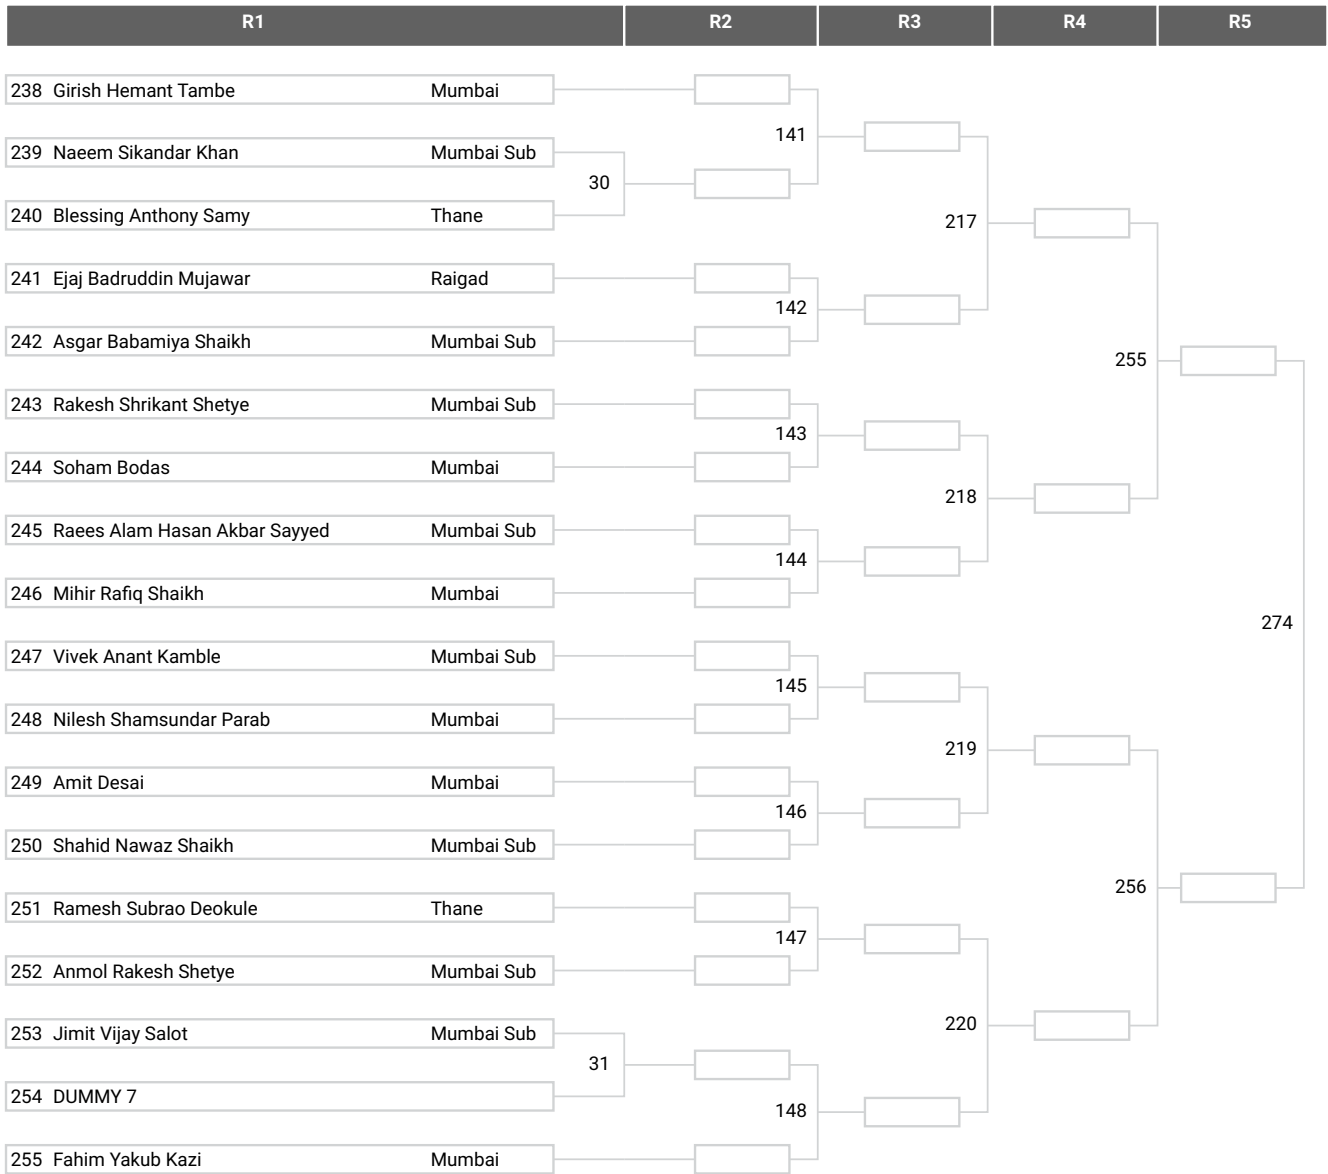 R1 R2 R3 R4 R5
238 Girish Hemant Tambe Mumbai
141
239 Naeem Sikandar Khan Mumbai Sub
30
240 Blessing Anthony Samy Thane
217
241 Ejaj Badruddin Mujawar Raigad
142
242 Asgar Babamiya Shaikh Mumbai Sub
255
243 Rakesh Shrikant Shetye Mumbai Sub
143
244 Soham Bodas Mumbai
218
245 Raees Alam Hasan Akbar Sayyed Mumbai Sub
144
246 Mihir Rafiq Shaikh Mumbai
274
247 Vivek Anant Kamble Mumbai Sub
145
248 Nilesh Shamsundar Parab Mumbai
219
249 Amit Desai Mumbai
146
250 Shahid Nawaz Shaikh Mumbai Sub
256
251 Ramesh Subrao Deokule Thane
147
252 Anmol Rakesh Shetye Mumbai Sub
220
253 Jimit Vijay Salot Mumbai Sub
31
254 DUMMY 7
148
255 Fahim Yakub Kazi Mumbai